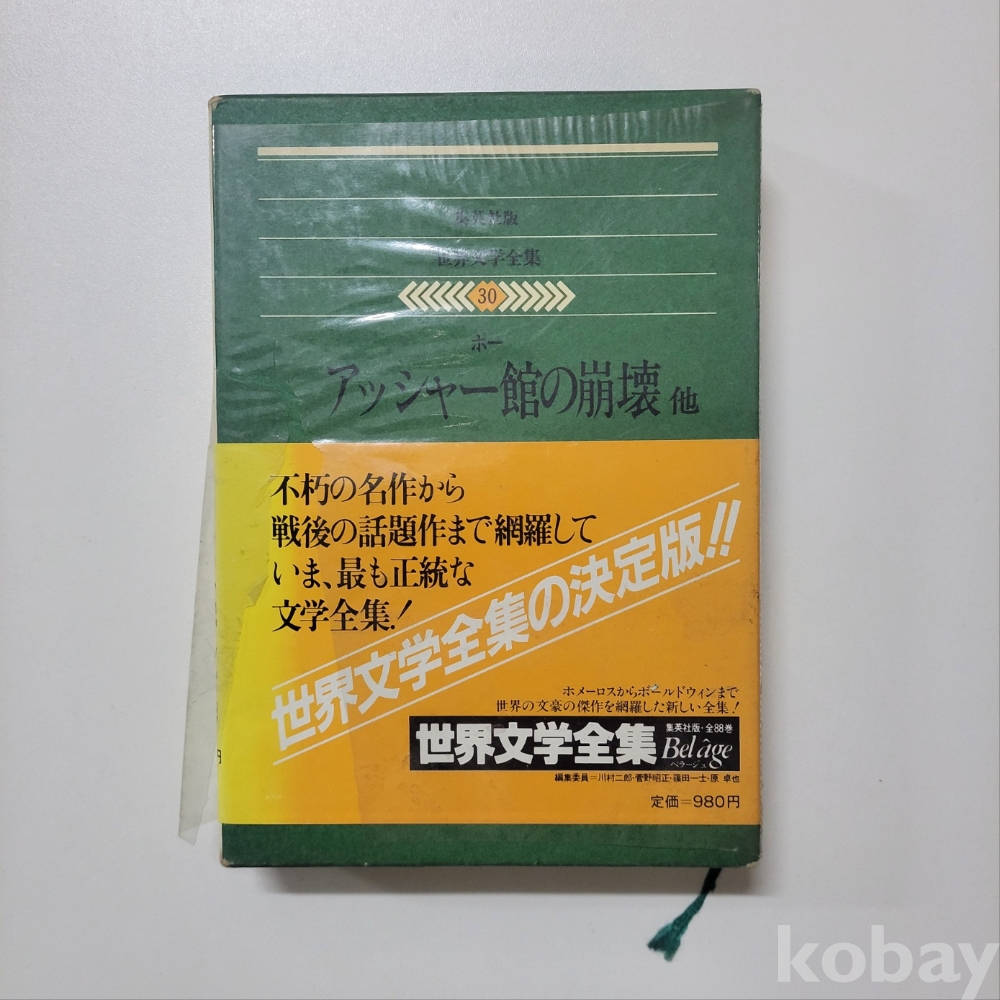 集英社版
世界文学全集
30
ポー
アッシャー館の崩壊 他
不朽の名作から
戦後の話題作まで網羅して
いま、最も正統な
文学全集!
世界文学全集の決定版!!
ホメーロスからボールドウィンまで
世界の文豪の傑作を網羅した新しい全集!
世界文学全集
集英社版・全88巻
Bel âge
ベラージュ
編集委員=川村二郎・菅野昭正・篠田一士・原 卓也
定価=980円
円
kobay